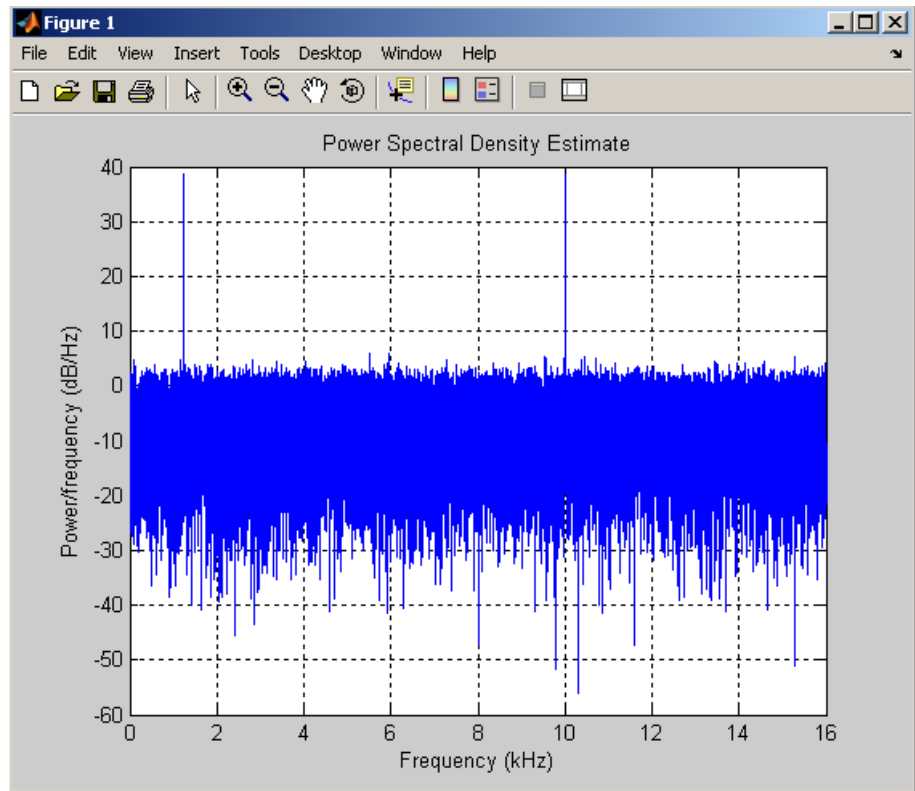 Figure 1
File Edit View Insert Tools Desktop Window Help
Power Spectral Density Estimate
40
30
20
10
0
-10
-20
-30
-40
-50
-60
Power/frequency (dB/Hz)
0 2 4 6 8 10 12 14 16
Frequency (kHz)